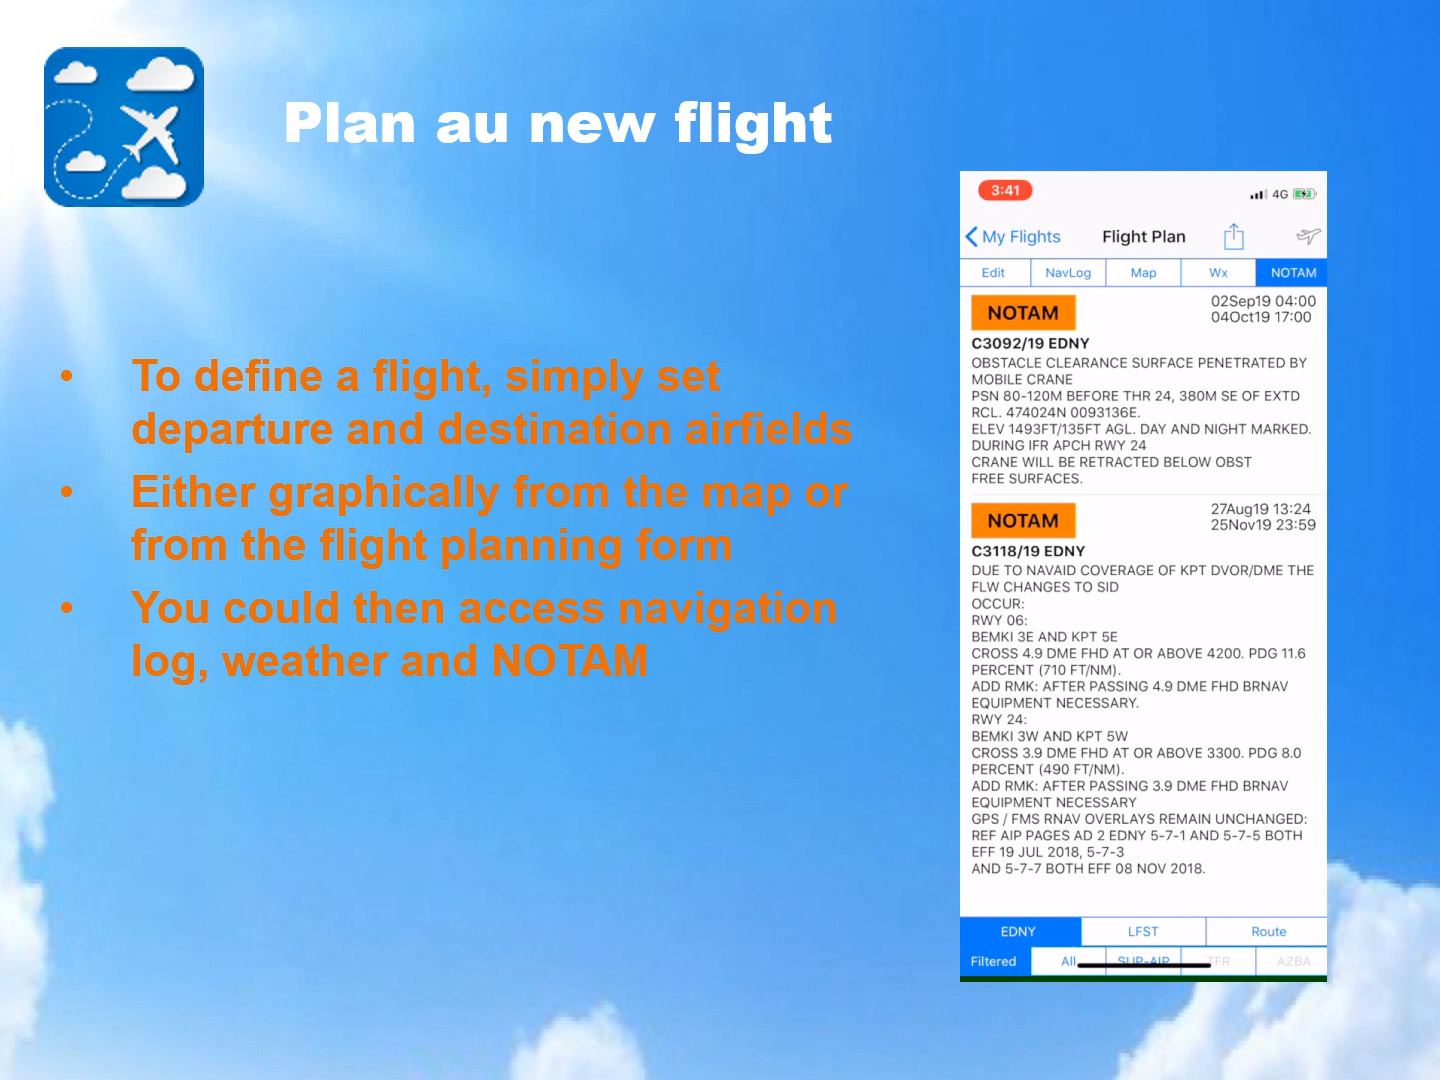 Plan au new flight
• To define a flight, simply set
departure and destination airfields
• Either graphically from the map or
from the flight planning form
• You could then access navigation
log, weather and NOTAM
3:41
4G
My Flights
Flight Plan
Edit
NavLog
Map
Wx
NOTAM
NOTAM
02Sep19 04:00
04Oct19 17:00
C3092/19 EDNY
OBSTACLE CLEARANCE SURFACE PENETRATED BY
MOBILE CRANE
PSN 80-120M BEFORE THR 24, 380M SE OF EXTD
RCL. 474024N 0093136E.
ELEV 1493FT/135FT AGL. DAY AND NIGHT MARKED.
DURING IFR APCH RWY 24
CRANE WILL BE RETRACTED BELOW OBST
FREE SURFACES.
NOTAM
27Aug19 13:24
25Nov19 23:59
C3118/19 EDNY
DUE TO NAVAID COVERAGE OF KPT DVOR/DME THE
FLW CHANGES TO SID
OCCUR:
RWY 06:
BEMKI 3E AND KPT 5E
CROSS 4.9 DME FHD AT OR ABOVE 4200. PDG 11.6
PERCENT (710 FT/NM).
ADD RMK: AFTER PASSING 4.9 DME FHD BRNAV
EQUIPMENT NECESSARY.
RWY 24:
BEMKI 3W AND KPT 5W
CROSS 3.9 DME FHD AT OR ABOVE 3300. PDG 8.0
PERCENT (490 FT/NM).
ADD RMK: AFTER PASSING 3.9 DME FHD BRNAV
EQUIPMENT NECESSARY
GPS / FMS RNAV OVERLAYS REMAIN UNCHANGED:
REF AIP PAGES AD 2 EDNY 5-7-1 AND 5-7-5 BOTH
EFF 19 JUL 2018, 5-7-3
AND 5-7-7 BOTH EFF 08 NOV 2018.
EDNY
LFST
Route
Filtered
All
SUP-AIP
TFR
AZBA